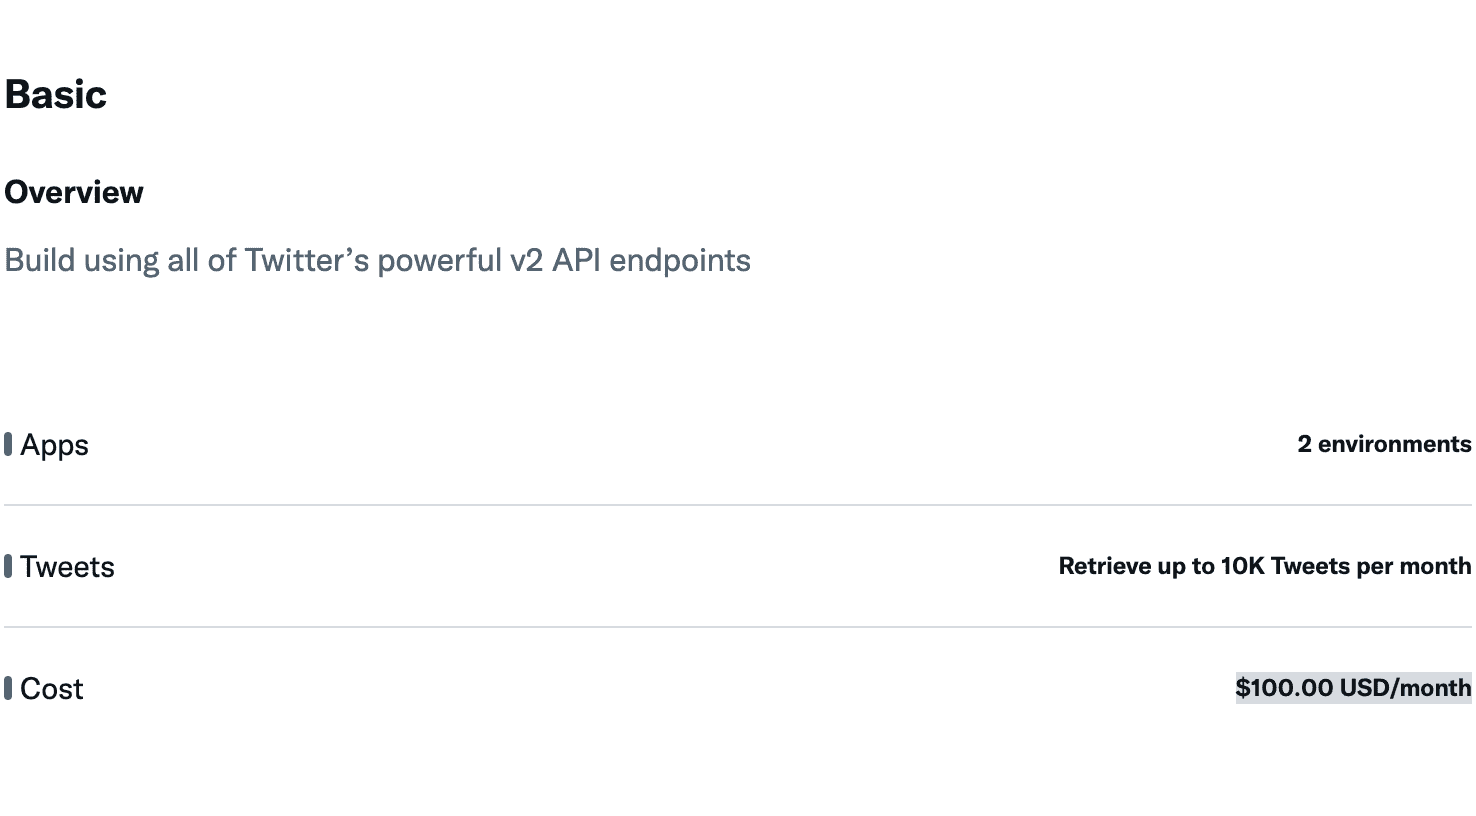 Basic
Overview
Build using all of Twitter’s powerful v2 API endpoints
Apps
2 environments
Tweets
Retrieve up to 10K Tweets per month
Cost
$100.00 USD/month